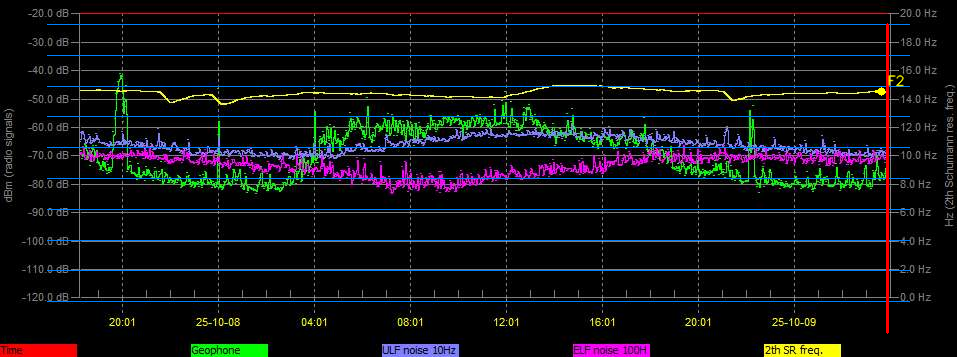 -20.0 dB
20.0 Hz
-30.0 dB
18.0 Hz
-40.0 dB
16.0 Hz
F2
-50.0 dB
14.0 Hz
-60.0 dB
12.0 Hz
-70.0 dB
10.0 Hz
-80.0 dB
8.0 Hz
-90.0 dB
6.0 Hz
-100.0 dB
4.0 Hz
-110.0 dB
2.0 Hz
-120.0 dB
0.0 Hz
dBm (radio signals)
Hz (2th Schumann res. freq.)
20:01 25-10-08 04:01 08:01 12:01 16:01 20:01 25-10-09
Time Geophone ULF noise 10Hz ELF noise 100H 2th SR freq.